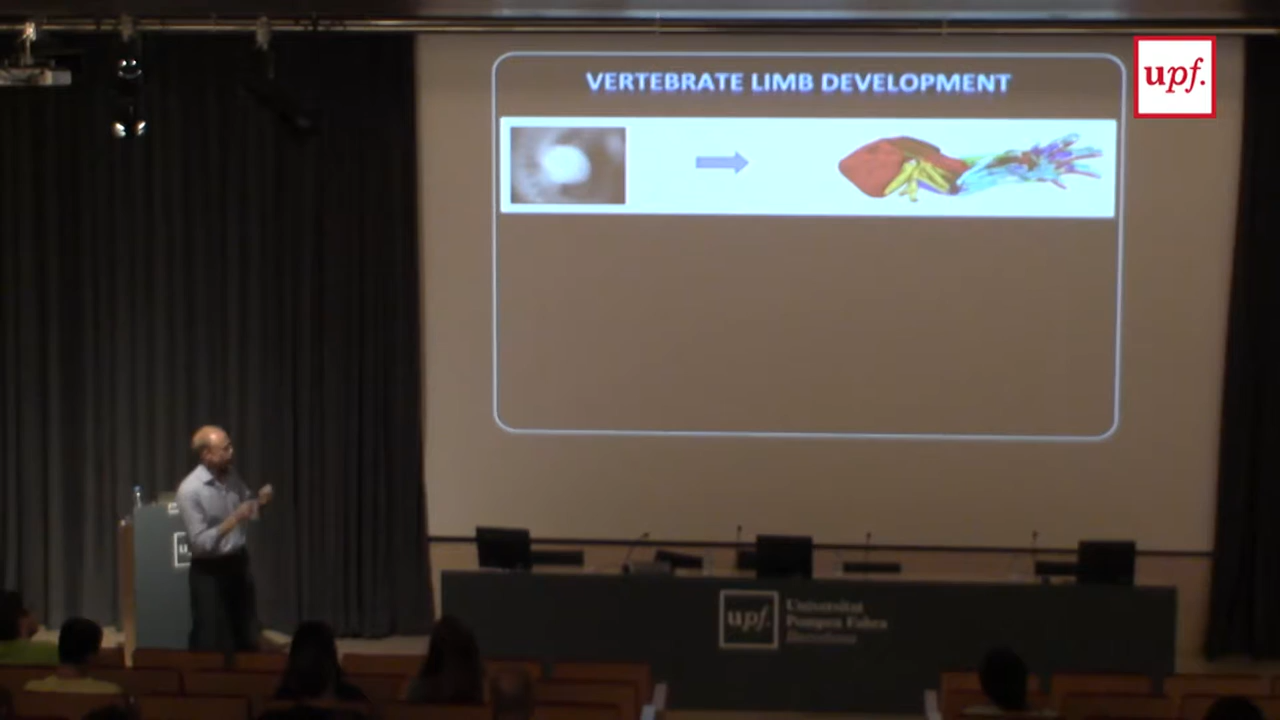 VERTEBRATE LIMB DEVELOPMENT
upf.
upf.
Universitat
Pompeu Fabra
Barcelona